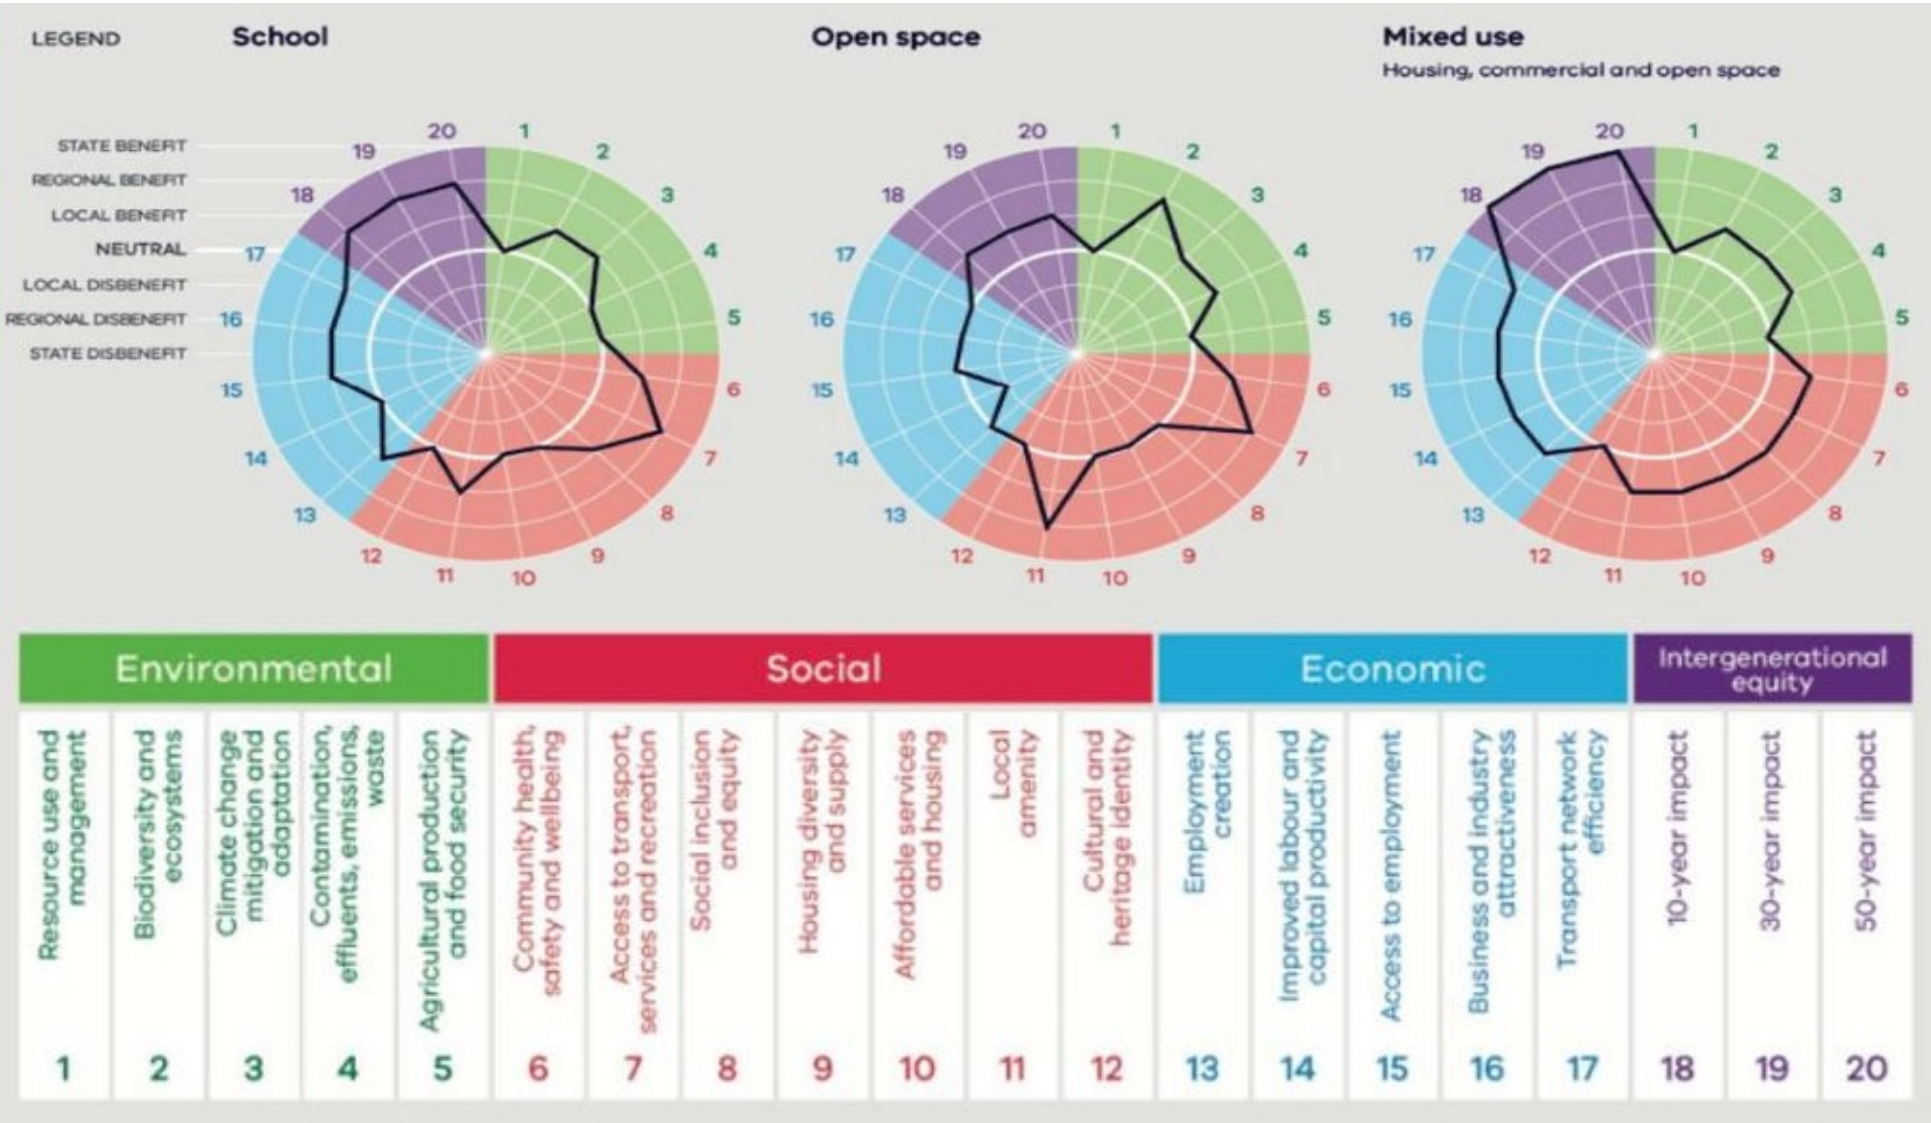 LEGEND
School
Open space
Mixed use
Housing, commercial and open space
STATE BENEFIT
REGIONAL BENEFIT
LOCAL BENEFIT
NEUTRAL
LOCAL DISBENEFIT
REGIONAL DISBENEFIT
STATE DISBENEFIT
1
2
3
4
5
6
7
8
9
10
11
12
13
14
15
16
17
18
19
20
1
2
3
4
5
6
7
8
9
10
11
12
13
14
15
16
17
18
19
20
1
2
3
4
5
6
7
8
9
10
11
12
13
14
15
16
17
18
19
20
Environmental
Social
Economic
Intergenerational
equity
Resource use and
management
Biodiversity and
ecosystems
Climate change
mitigation and
adaptation
Contamination,
effluents, emissions,
waste
Agricultural production
and food security
Community health,
safety and wellbeing
Access to transport,
services and recreation
Social inclusion
and equity
Housing diversity
and supply
Affordable services
and housing
Local
amenity
Cultural and
heritage identity
Employment
creation
Improved labour and
capital productivity
Access to employment
Business and industry
attractiveness
Transport network
efficiency
10-year impact
30-year impact
50-year impact
1
2
3
4
5
6
7
8
9
10
11
12
13
14
15
16
17
18
19
20